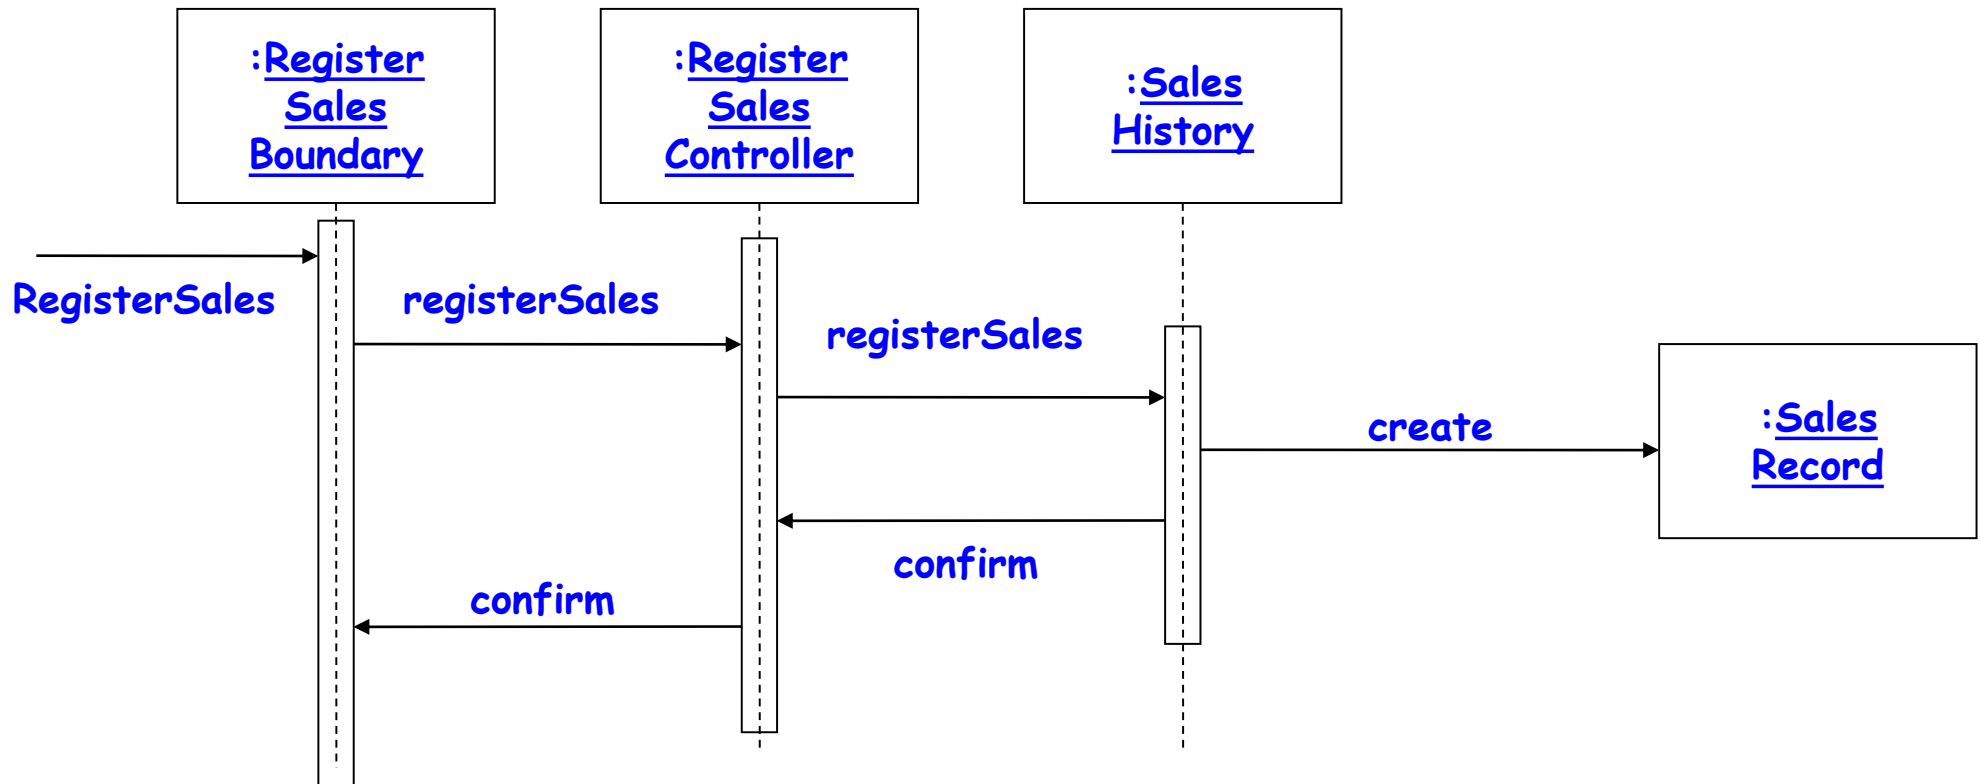 :Register
Sales
Boundary
:Register
Sales
Controller
:Sales
History
RegisterSales
registerSales
registerSales
create
:Sales
Record
confirm
confirm